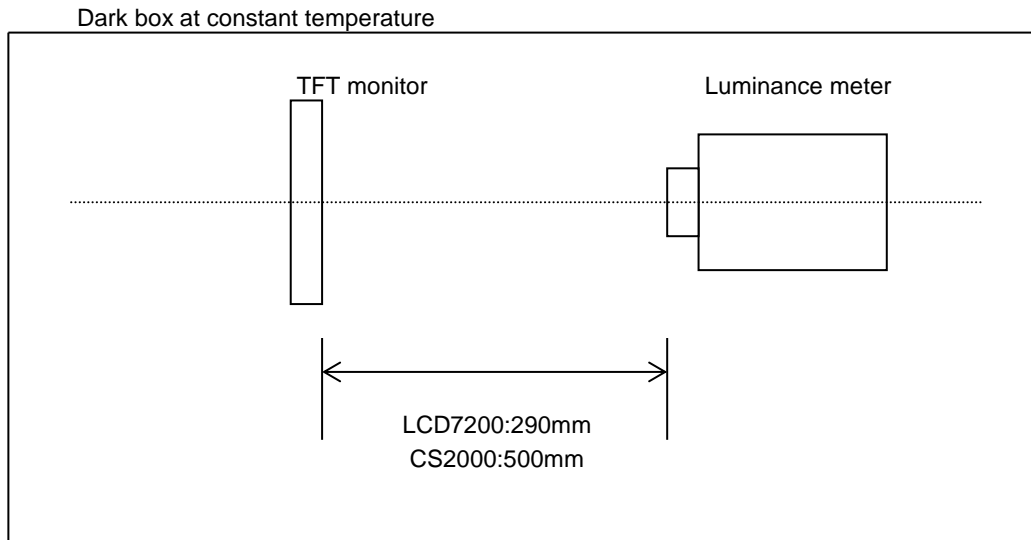 Dark box at constant temperature
TFT monitor
Luminance meter
LCD7200:290mm
CS2000:500mm